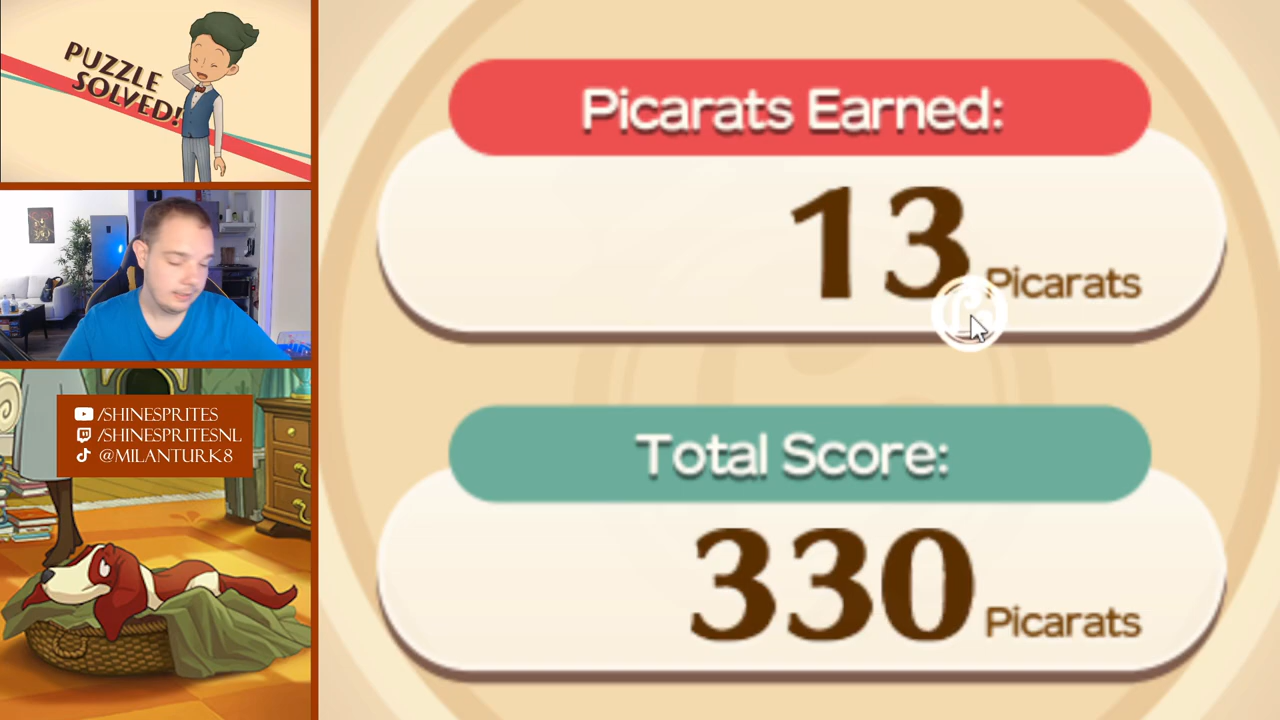 PUZZLE
SOLVED!
/SHINESPRITES
/SHINESPRITESNL
@MILANTURK8
Picarats Earned:
13 Picarats
Total Score:
330 Picarats